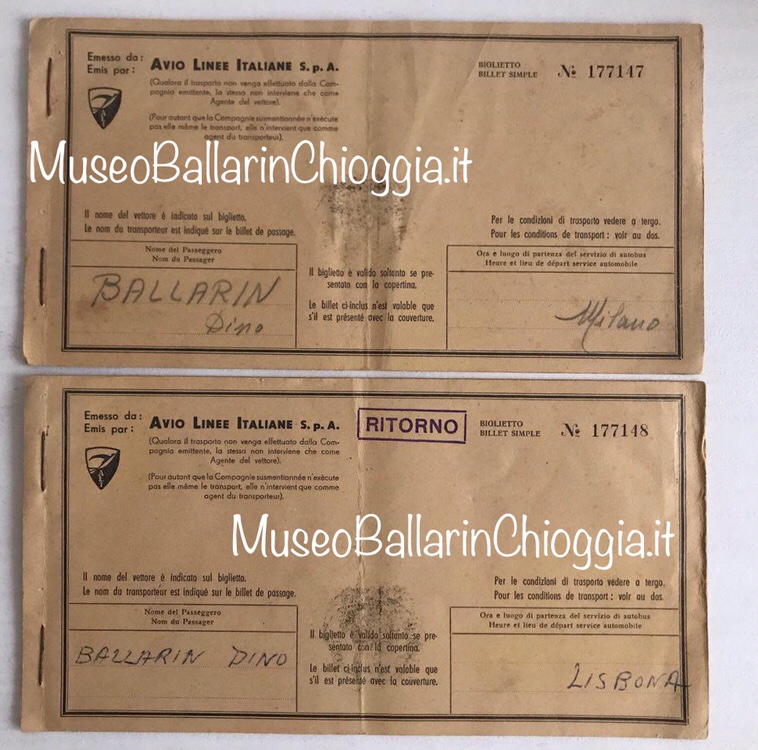 Emesso da: AVIO LINEE ITALIANE S. p. A.
Emis par:
BIGLIETTO
BILLET SIMPLE
№ 177147
(Qualora il trasporto non venga effettuato dalla Com-
pagnia emittente, la stessa non interviene che come
Agente del vettore).
(Pour autant que la Compagnie susmentionnée n'exécute
pas elle même le transport, elle n'intervient que comme
agent du transporteur).
MuseoBallarinChioggia.it
Il nome del vettore è indicato sul biglietto.
Le nom du transporteur est indiqué sur le billet de passage.
Per le condizioni di trasporto vedere a tergo.
Pour les conditions de transport : voir au dos.
Nome del Passeggero
Nom du Passager
BALLARIN
Dino
Il biglietto è valido soltanto se pre-
sentato con la copertina.
Le billet ci-inclus n'est valable que
s'il est présenté avec la couverture.
Ora e luogo di partenza del servizio di autobus
Heure et lieu de départ service automobile
Milano
Emesso da: AVIO LINEE ITALIANE S. p. A.
Emis par:
RITORNO
BIGLIETTO
BILLET SIMPLE
№ 177148
(Qualora il trasporto non venga effettuato dalla Com-
pagnia emittente, la stessa non interviene che come
Agente del vettore).
(Pour autant que la Compagnie susmentionnée n'exécute
pas elle même le transport, elle n'intervient que comme
agent du transporteur).
MuseoBallarinChioggia.it
Il nome del vettore è indicato sul biglietto.
Le nom du transporteur est indiqué sur le billet de passage.
Per le condizioni di trasporto vedere a tergo.
Pour les conditions de transport : voir au dos.
Nome del Passeggero
Nom du Passager
BALLARIN DINO
Il biglietto è valido soltanto se pre-
sentato con la copertina.
Le billet ci-inclus n'est valable que
s'il est présenté avec la couverture.
Ora e luogo di partenza del servizio di autobus
Heure et lieu de départ service automobile
LISBONA